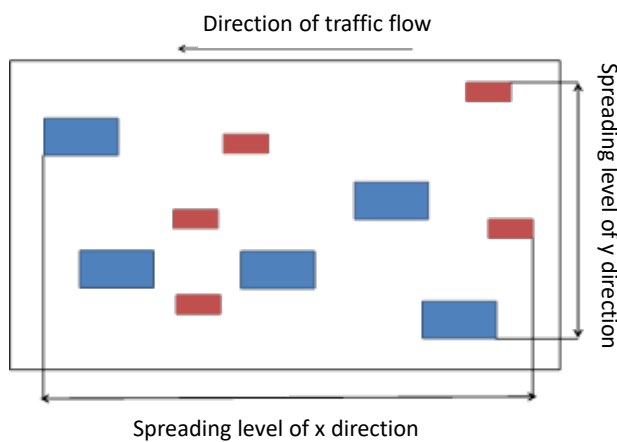 Direction of traffic flow
Spreading level of y direction
Spreading level of x direction